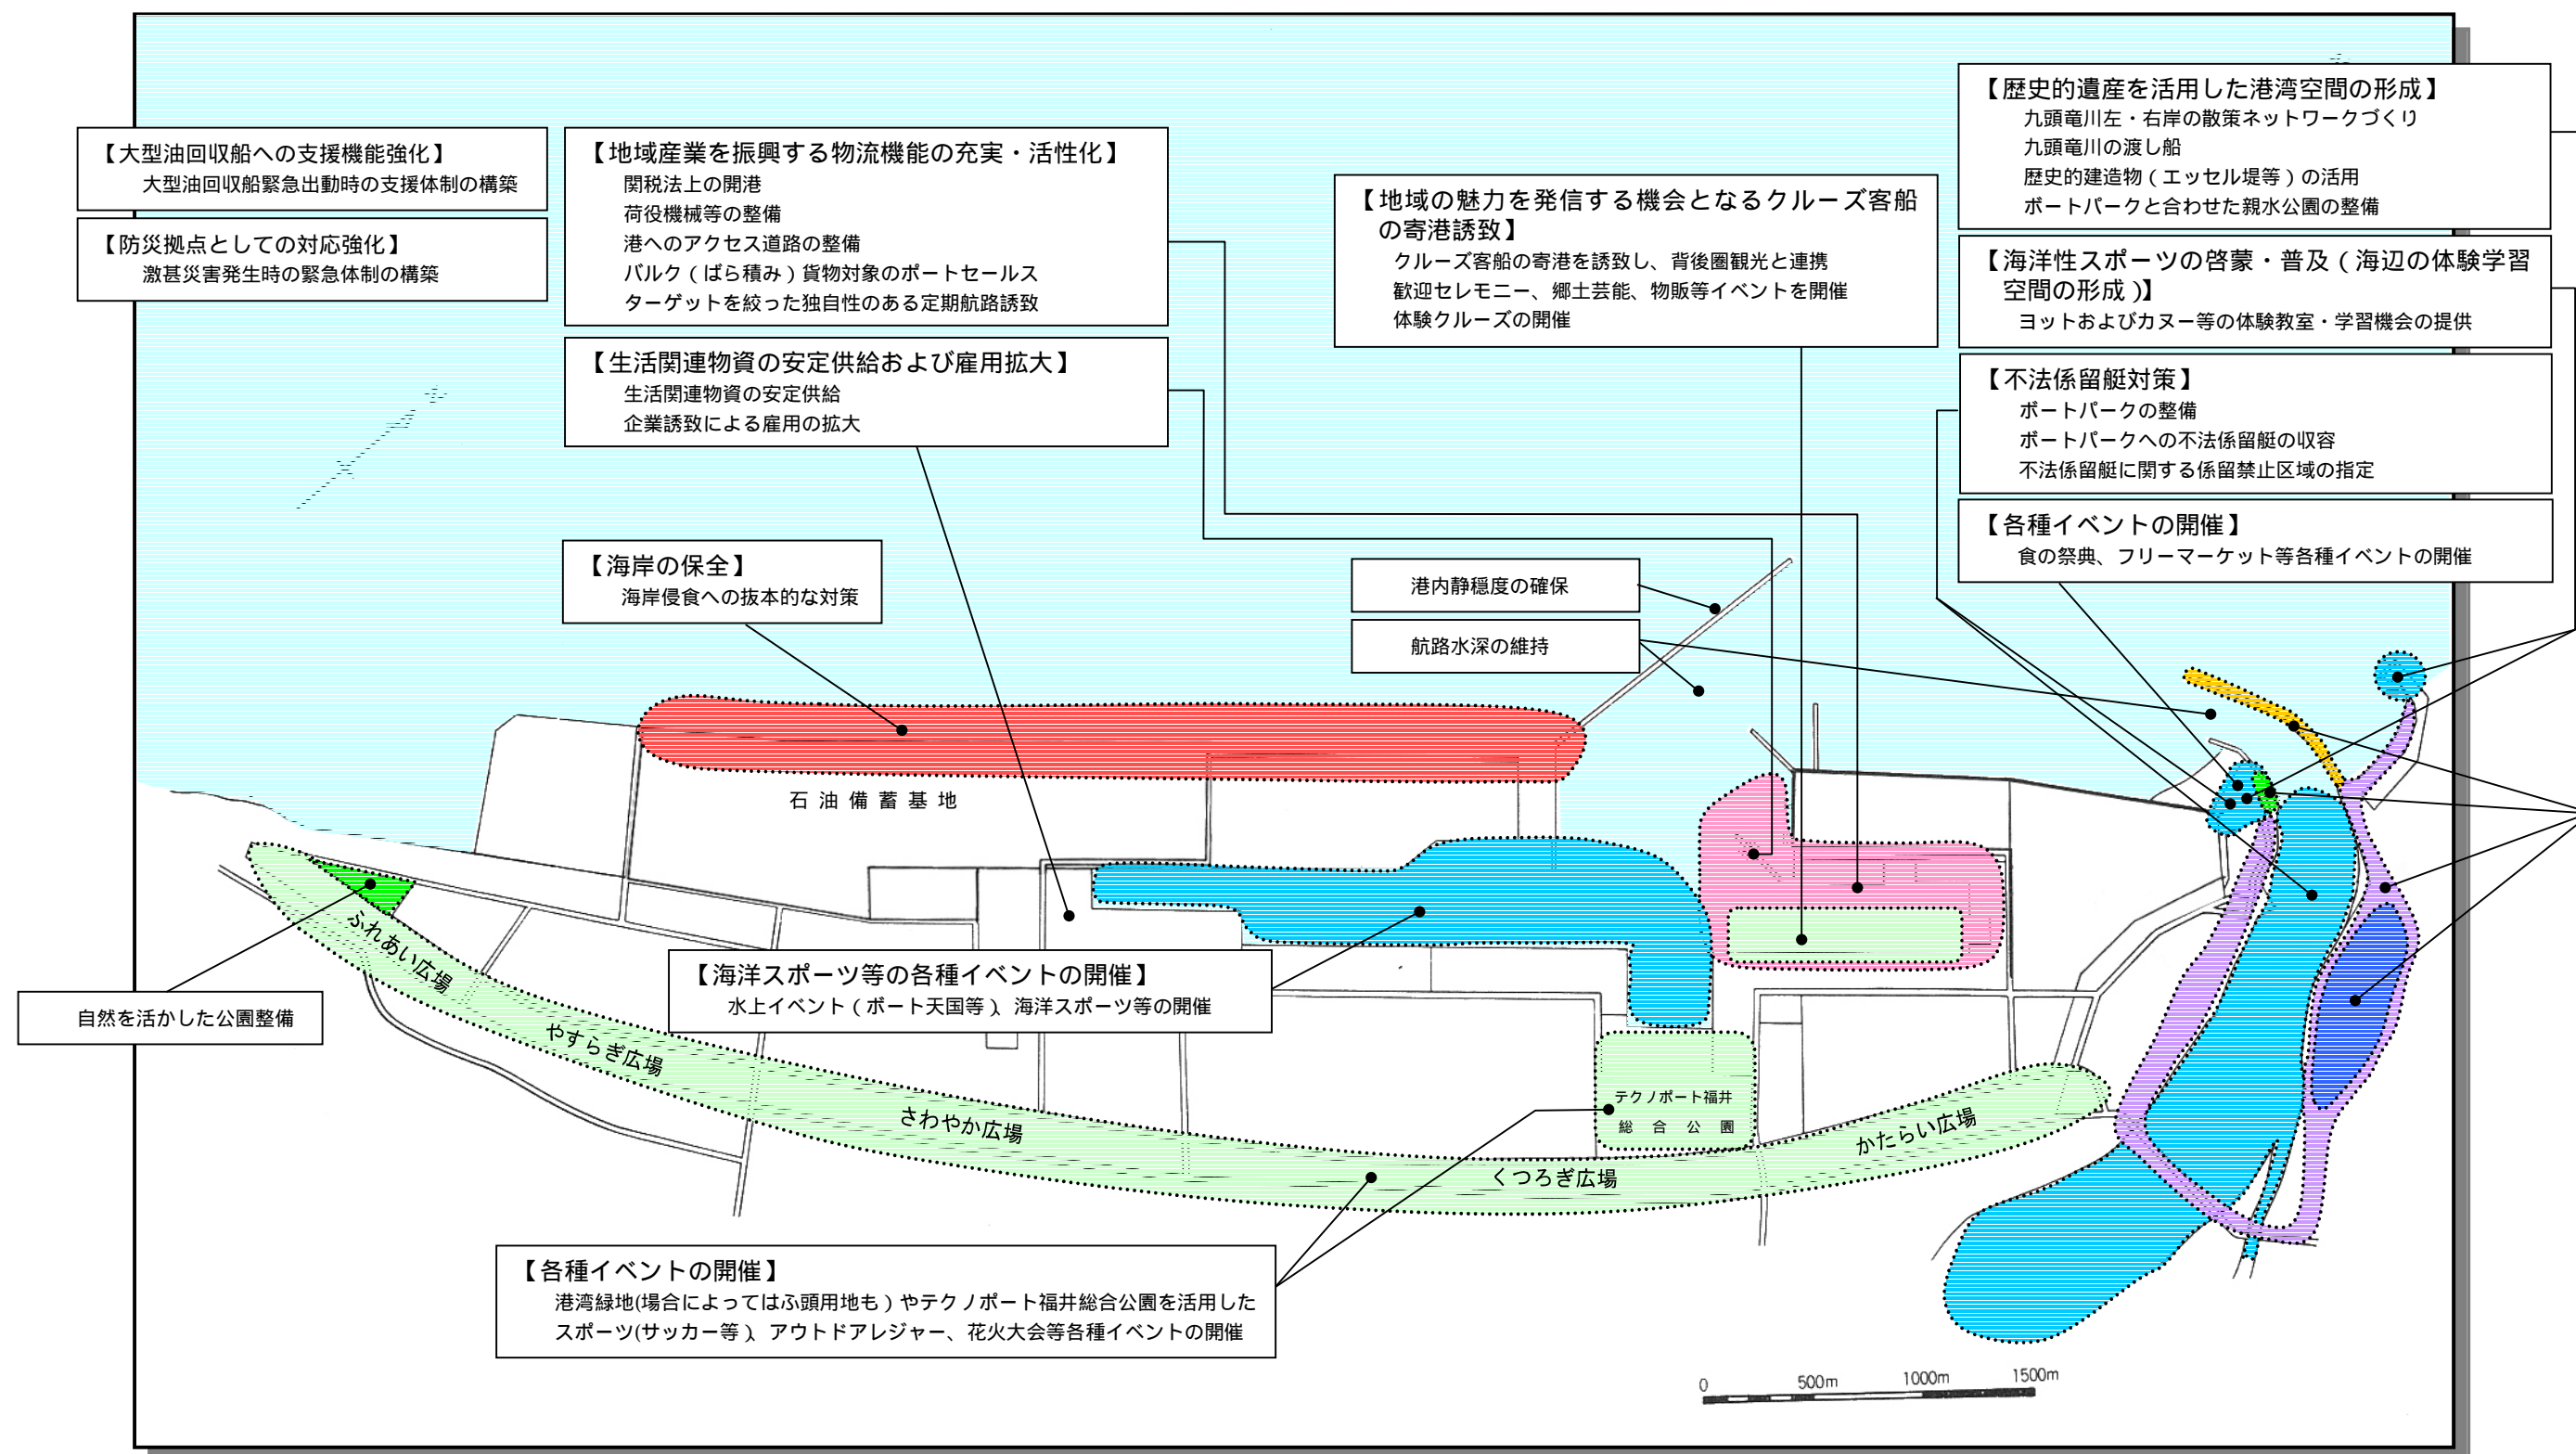 【大型油回収船への支援機能強化】
大型油回収船緊急出動時の支援体制の構築
【防災拠点としての対応強化】
激甚災害発生時の緊急体制の構築
【地域産業を振興する物流機能の充実・活性化】
関税法上の開港
荷役機械等の整備
港へのアクセス道路の整備
バルク（ばら積み）貨物対象のポートセールス
ターゲットを絞った独自性のある定期航路誘致
【生活関連物資の安定供給および雇用拡大】
生活関連物資の安定供給
企業誘致による雇用の拡大
【地域の魅力を発信する機会となるクルーズ客船
の寄港誘致】
クルーズ客船の寄港を誘致し、背後圏観光と連携
歓迎セレモニー、郷土芸能、物販等イベントを開催
体験クルーズの開催
【歴史的遺産を活用した港湾空間の形成】
九頭竜川左・右岸の散策ネットワークづくり
九頭竜川の渡し船
歴史的建造物（エッセル堤等）の活用
ボートパークと合わせた親水公園の整備
【海洋性スポーツの啓蒙・普及（海辺の体験学習
空間の形成）】
ヨットおよびカヌー等の体験教室・学習機会の提供
【不法係留艇対策】
ボートパークの整備
ボートパークへの不法係留艇の収容
不法係留艇に関する係留禁止区域の指定
【各種イベントの開催】
食の祭典、フリーマーケット等各種イベントの開催
【海岸の保全】
海岸侵食への抜本的な対策
港内静穏度の確保
航路水深の維持
石油備蓄基地
ふれあい広場
自然を活かした公園整備
【海洋スポーツ等の各種イベントの開催】
水上イベント（ボート天国等）、海洋スポーツ等の開催
やすらぎ広場
さわやか広場
テクノポート福井
総合公園
くつろぎ広場
かたらい広場
【各種イベントの開催】
港湾緑地(場合によってはふ頭用地も）やテクノポート福井総合公園を活用した
スポーツ(サッカー等）、アウトドアレジャー、花火大会等各種イベントの開催
0 500m 1000m 1500m